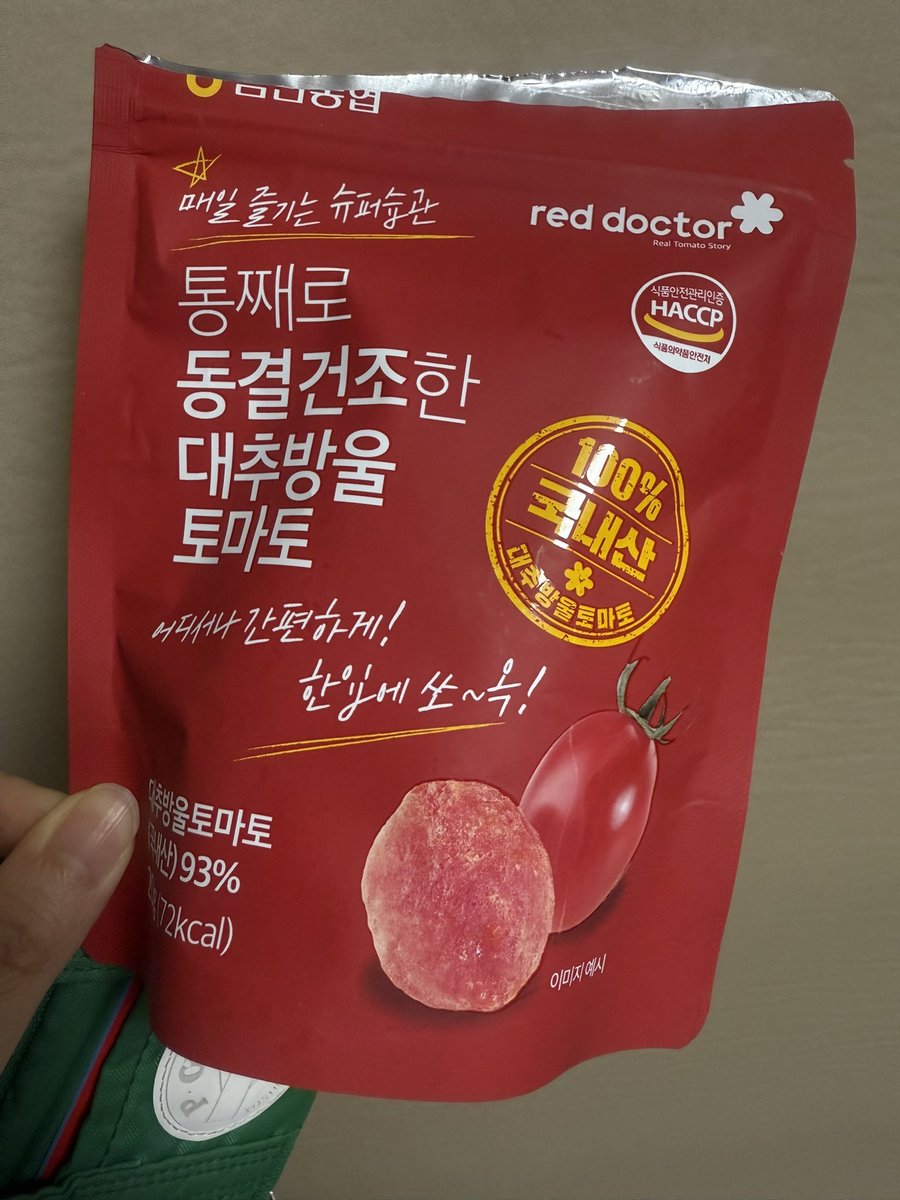 농협
매일 즐기는 슈퍼습관
red doctor
Real Tomato Story
통째로
동결건조한
대추방울
토마토
식품안전관리인증
HACCP
식품의약품안전처
100%
국내산
대추방울토마토
어디서나 간편하게!
한입에 쏘~옥!
대추방울토마토
93%
(72kcal)
이미지 예시